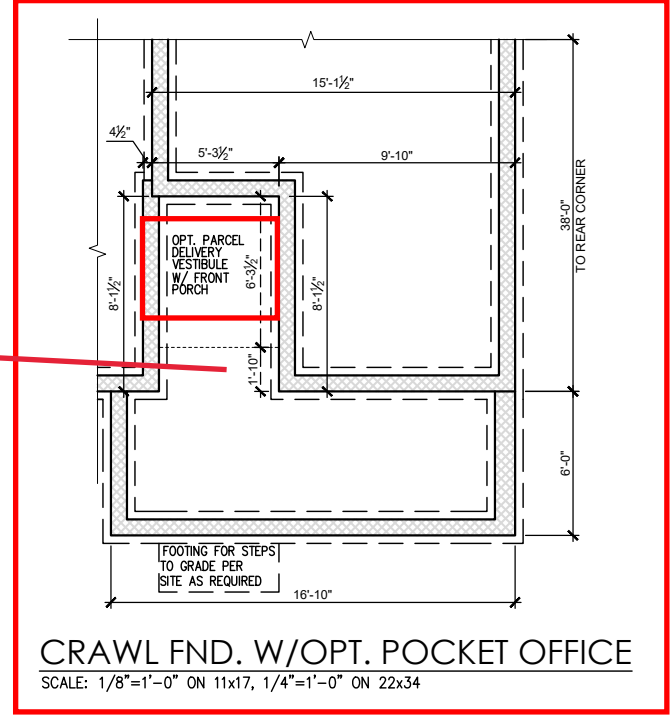 15'-1½"
4½"
5'-3½"
9'-10"
38'-0"
TO REAR CORNER
OPT. PARCEL
DELIVERY
VESTIBULE
W/ FRONT
PORCH
6'-3½"
8'-1½"
8'-1½"
1'-10"
6'-0"
FOOTING FOR STEPS
TO GRADE PER
SITE AS REQUIRED
16'-10"
CRAWL FND. W/OPT. POCKET OFFICE
SCALE: 1/8"=1'-0" ON 11x17, 1/4"=1'-0" ON 22x34